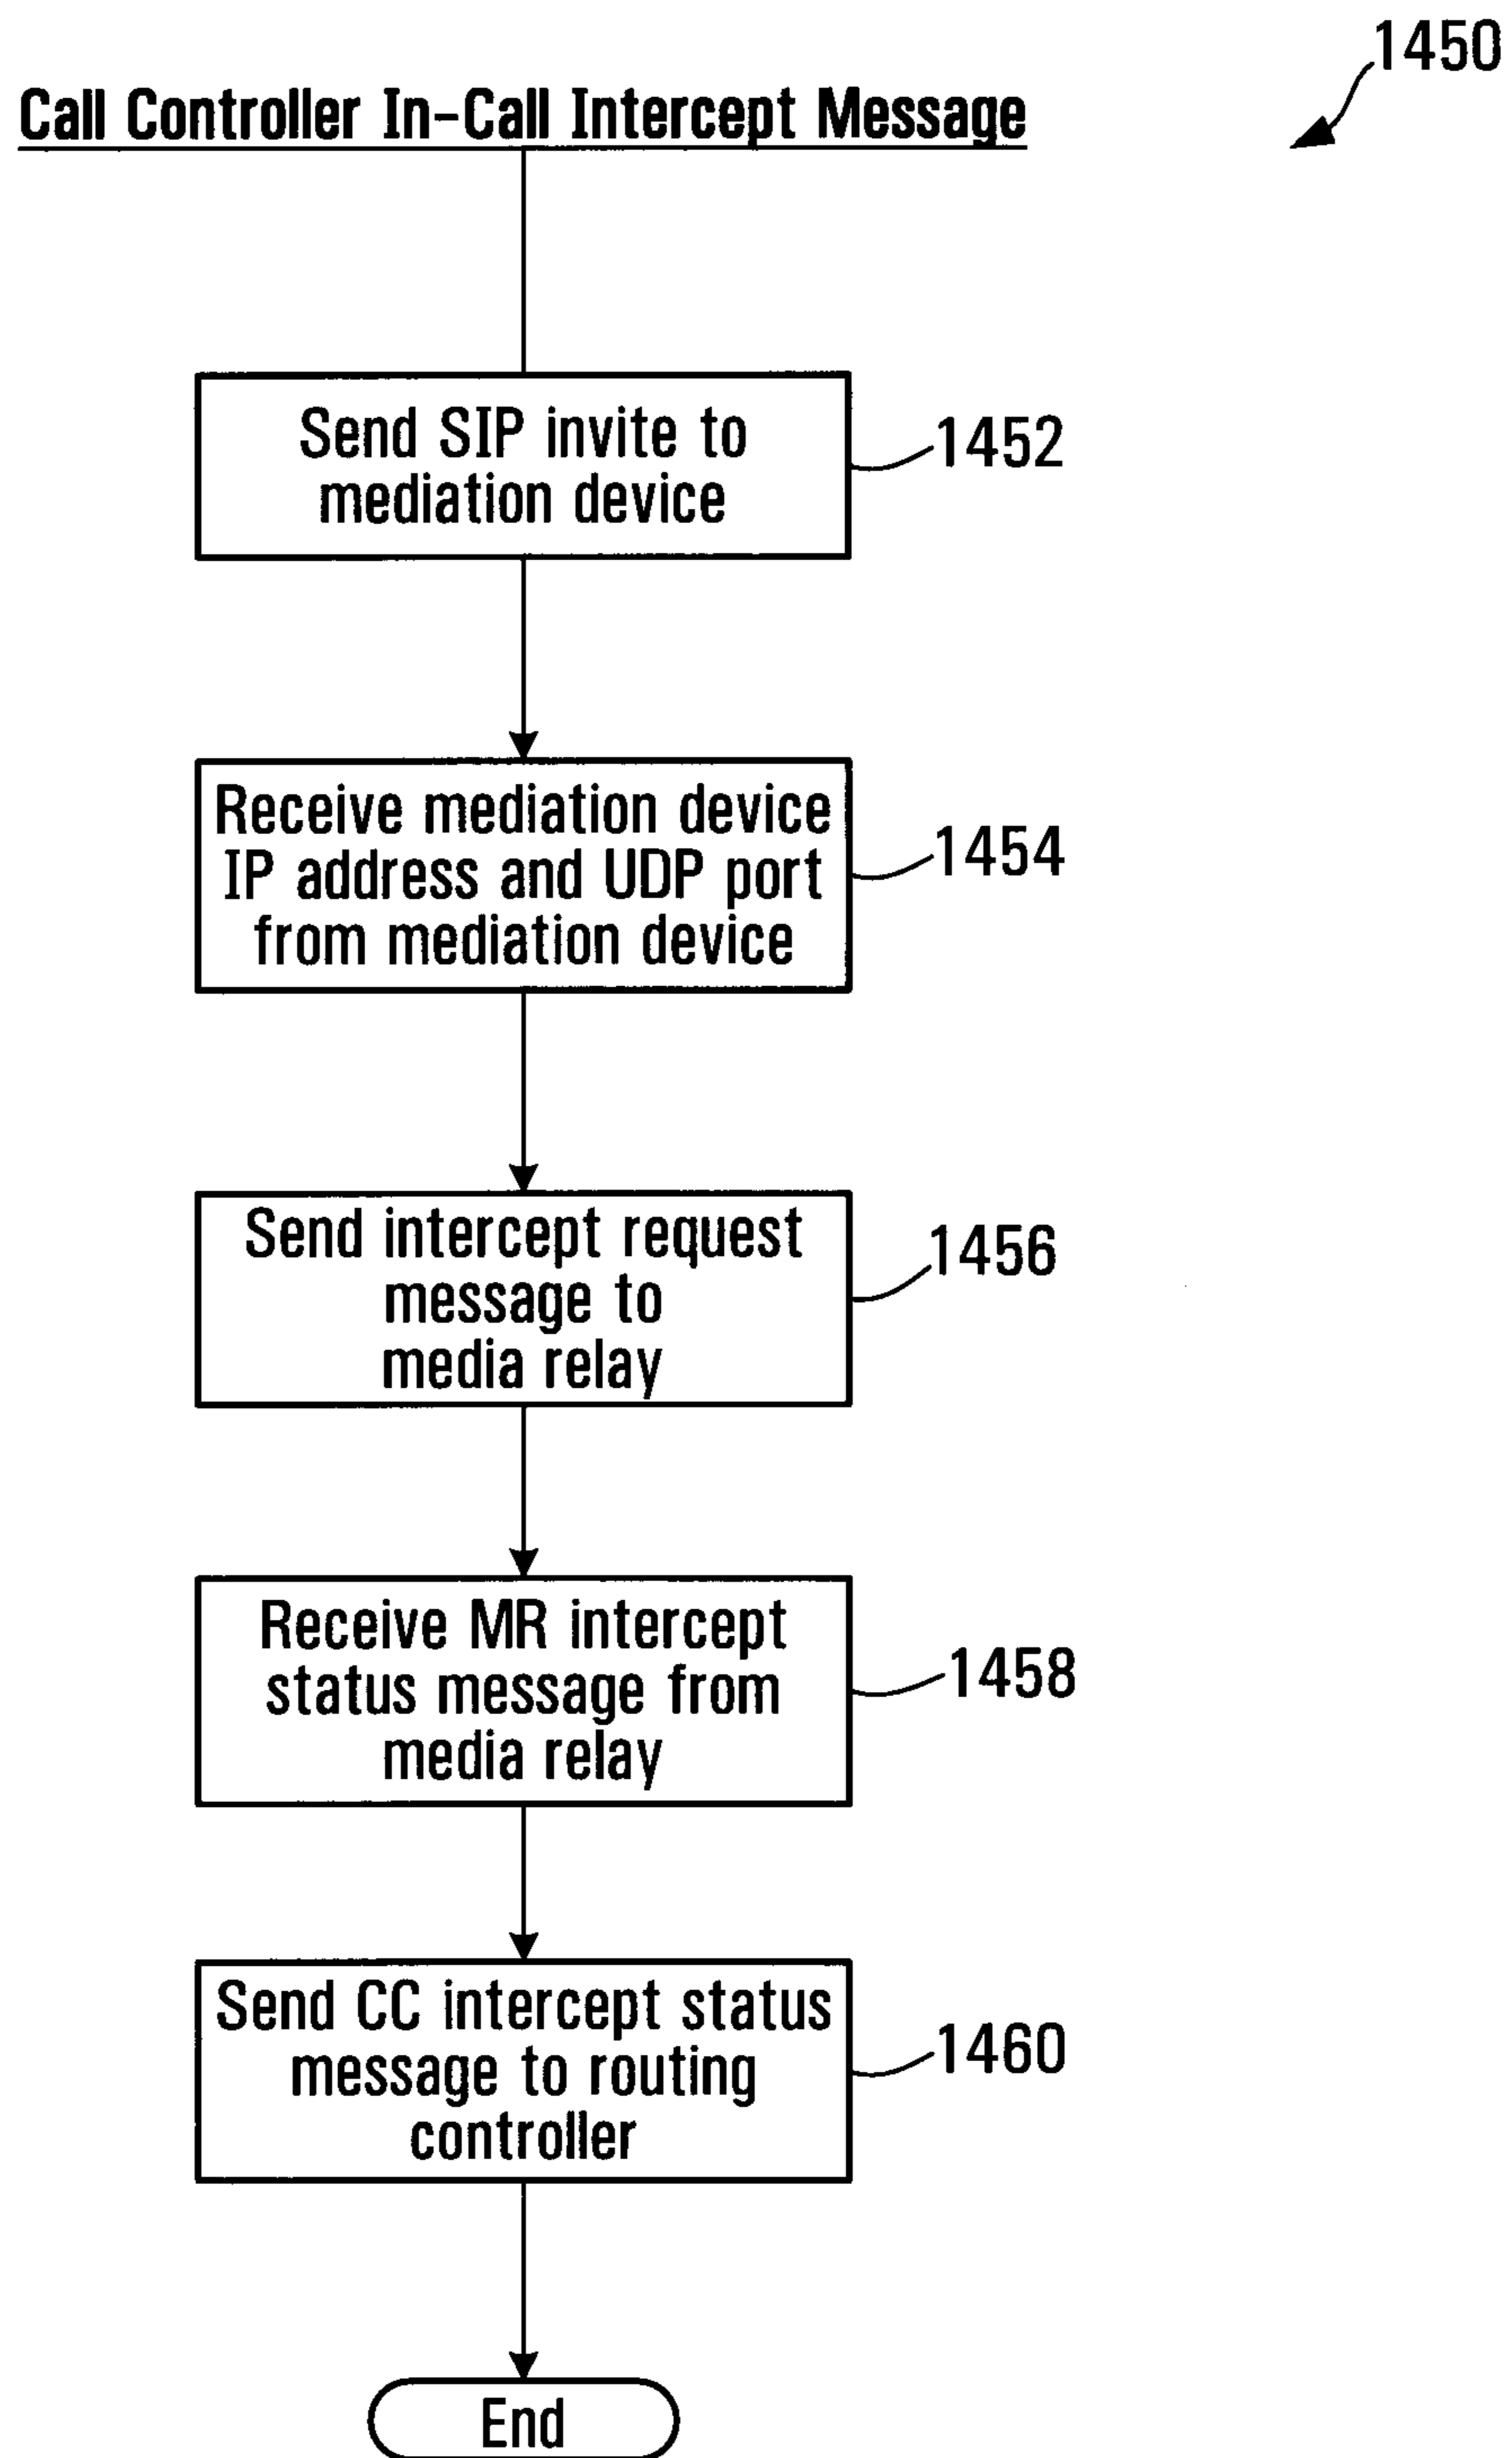 1450
Call Controller In-Call Intercept Message
Send SIP invite to
mediation device
1452
Receive mediation device
IP address and UDP port
from mediation device
1454
Send intercept request
message to
media relay
1456
Receive MR intercept
status message from
media relay
1458
Send CC intercept status
message to routing
controller
1460
End